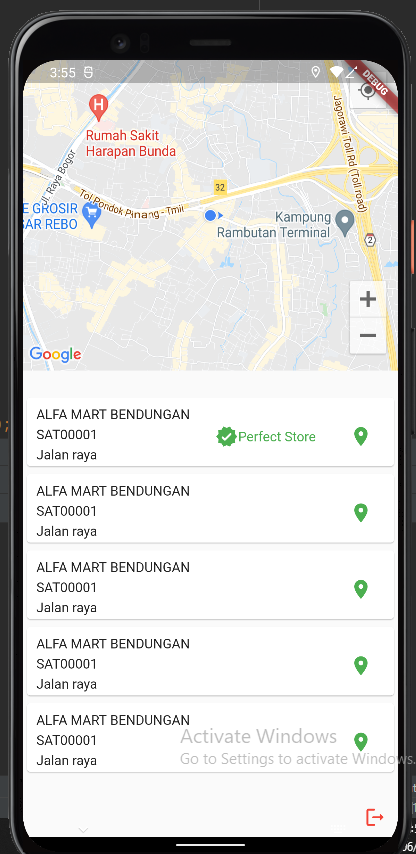 3:55
DEBUG
H
Rumah Sakit
Harapan Bunda
Jl. Raya Bogor
Jagorawi Toll Rd (Toll road)
32
Tol Pondok Pinang - Tmii
E GROSIR
SAR REBO
Kampung
Rambutan Terminal
2
Google
ALFA MART BENDUNGAN
SAT00001
Perfect Store
Jalan raya
ALFA MART BENDUNGAN
SAT00001
Jalan raya
ALFA MART BENDUNGAN
SAT00001
Jalan raya
ALFA MART BENDUNGAN
SAT00001
Jalan raya
ALFA MART BENDUNGAN
SAT00001
Jalan raya
Activate Windows
Go to Settings to activate Windows.